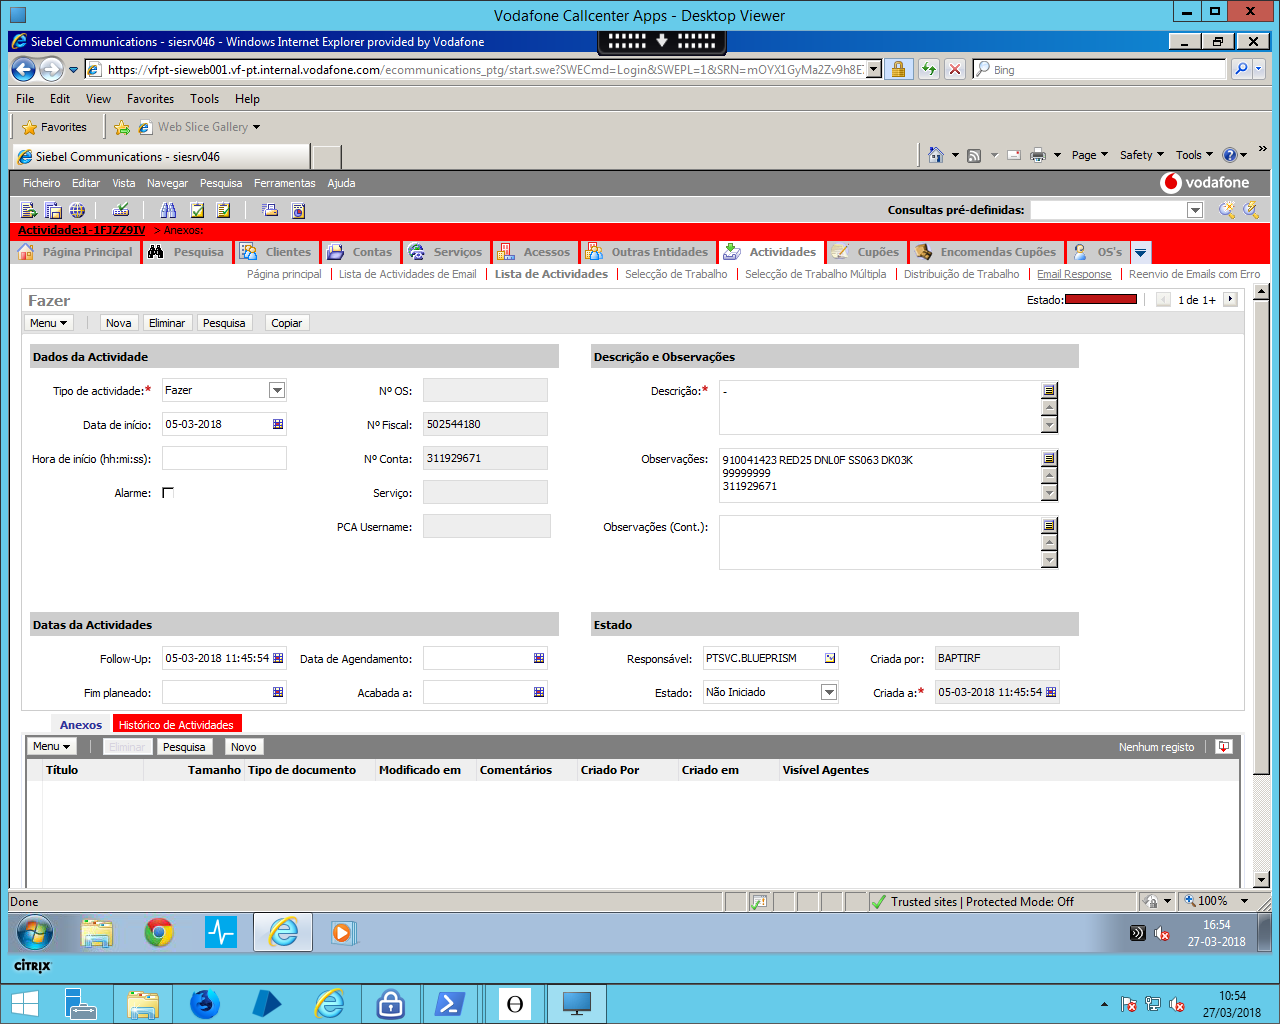 Vodafone Callcenter Apps - Desktop Viewer
Siebel Communications - siesrv046 - Windows Internet Explorer provided by Vodafone
https://vfpt-sieweb001.vf-pt.internal.vodafone.com/ecommunications_ptg/start.swe?SWECmd=Login&SWEPL=1&SRN=mOYX1GyMa2Zv9h8E
Bing
File Edit View Favorites Tools Help
Favorites Web Slice Gallery
Siebel Communications - siesrv046
Page Safety Tools
Ficheiro Editar Vista Navegar Pesquisa Ferramentas Ajuda
vodafone
Consultas pré-definidas:
Actividade:1-1FJZZ9IV > Anexos:
Página Principal Pesquisa Clientes Contas Serviços Acessos Outras Entidades Actividades Cupões Encomendas Cupões OS's
Página principal Lista de Actividades de Email Lista de Actividades Selecção de Trabalho Selecção de Trabalho Múltipla Distribuição de Trabalho Email Response Reenvio de Emails com Erro
Fazer
Estado:
1 de 1+
Menu Nova Eliminar Pesquisa Copiar
Dados da Actividade
Descrição e Observações
Tipo de actividade:* Fazer
Nº OS:
Descrição:* -
Data de início: 05-03-2018
Nº Fiscal: 502544180
Hora de início (hh:mi:ss):
Nº Conta: 311929671
Observações: 910041423 RED25 DNL0F SS063 DK03K
99999999
311929671
Alarme:
Serviço:
PCA Username:
Observações (Cont.):
Datas da Actividades
Estado
Follow-Up: 05-03-2018 11:45:54
Data de Agendamento:
Responsável: PTSVC.BLUEPRISM
Criada por: BAPTIRF
Fim planeado:
Acabada a:
Estado: Não Iniciado
Criada a:* 05-03-2018 11:45:54
Anexos Histórico de Actividades
Menu Eliminar Pesquisa Novo
Nenhum registo
Título Tamanho Tipo de documento Modificado em Comentários Criado Por Criado em Visível Agentes
Done
Trusted sites | Protected Mode: Off
100%
16:54
27-03-2018
CITRIX
10:54
27/03/2018